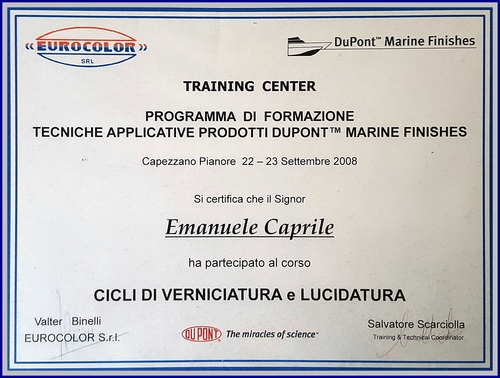 EUROCOLOR
SRL
DuPont™ Marine Finishes
TRAINING CENTER
PROGRAMMA DI FORMAZIONE
TECNICHE APPLICATIVE PRODOTTI DUPONT™ MARINE FINISHES
Capezzano Pianore 22 – 23 Settembre 2008
Si certifica che il Signor
Emanuele Caprile
ha partecipato al corso
CICLI DI VERNICIATURA e LUCIDATURA
Valter Binelli
EUROCOLOR S.r.l.
DUPONT The miracles of science™
Salvatore Scarciolla
Training & Technical Coordinator